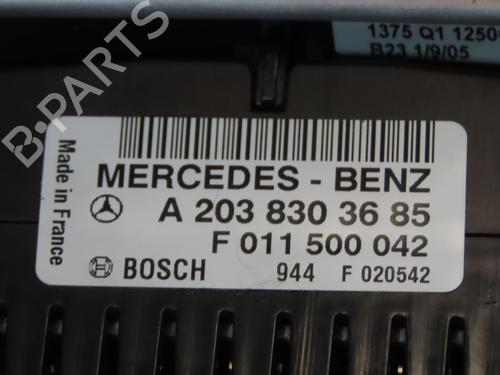 1375 Q1 1250
B23 1/9/05
MERCEDES - BENZ
A 203 830 36 85
F 011 500 042
BOSCH 944 F 020542
Made in France
B-PARTS